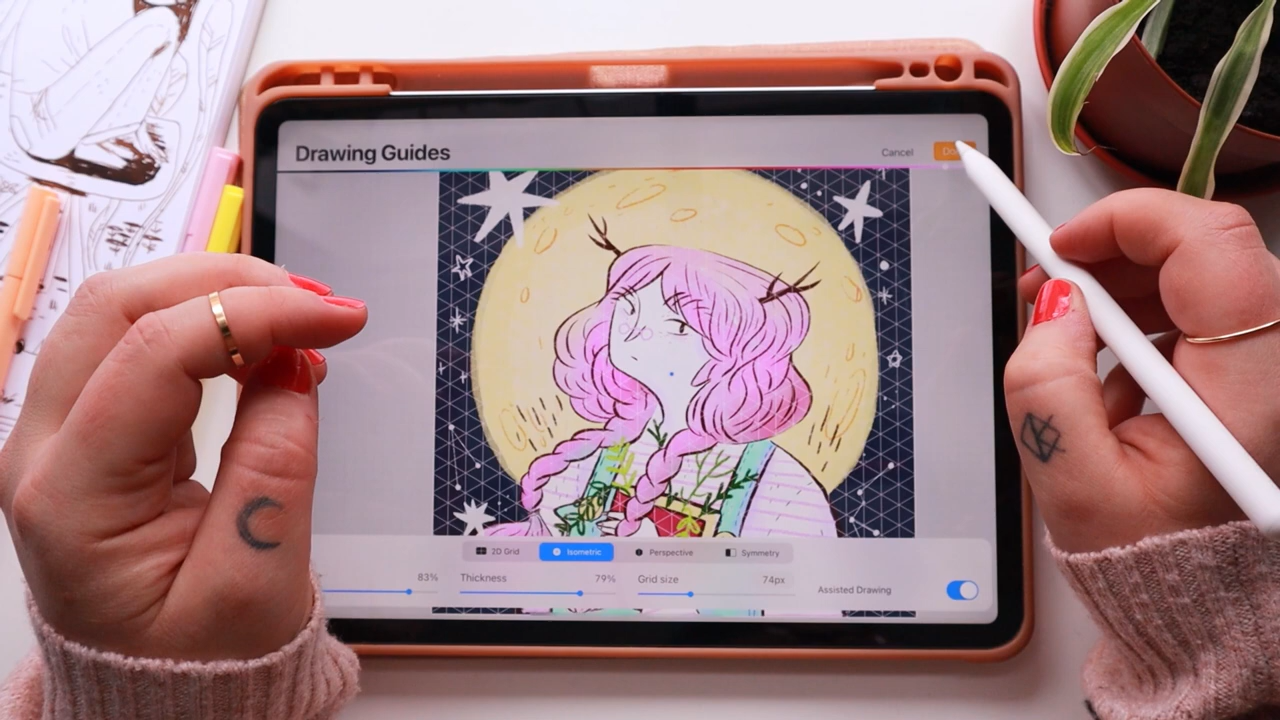 Drawing Guides
Cancel
2D Grid
Isometric
Perspective
Symmetry
83%
Thickness
79%
Grid size
74px
Assisted Drawing